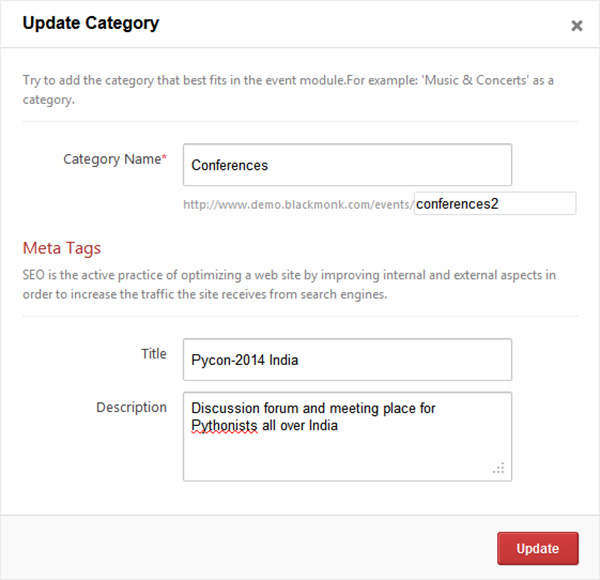 Update Category
Try to add the category that best fits in the event module.For example: 'Music & Concerts' as a
category.
Category Name* Conferences
http://www.demo.blackmonk.com/events/ conferences2
Meta Tags
SEO is the active practice of optimizing a web site by improving internal and external aspects in
order to increase the traffic the site receives from search engines.
Title Pycon-2014 India
Description Discussion forum and meeting place for
Pythonists all over India
Update